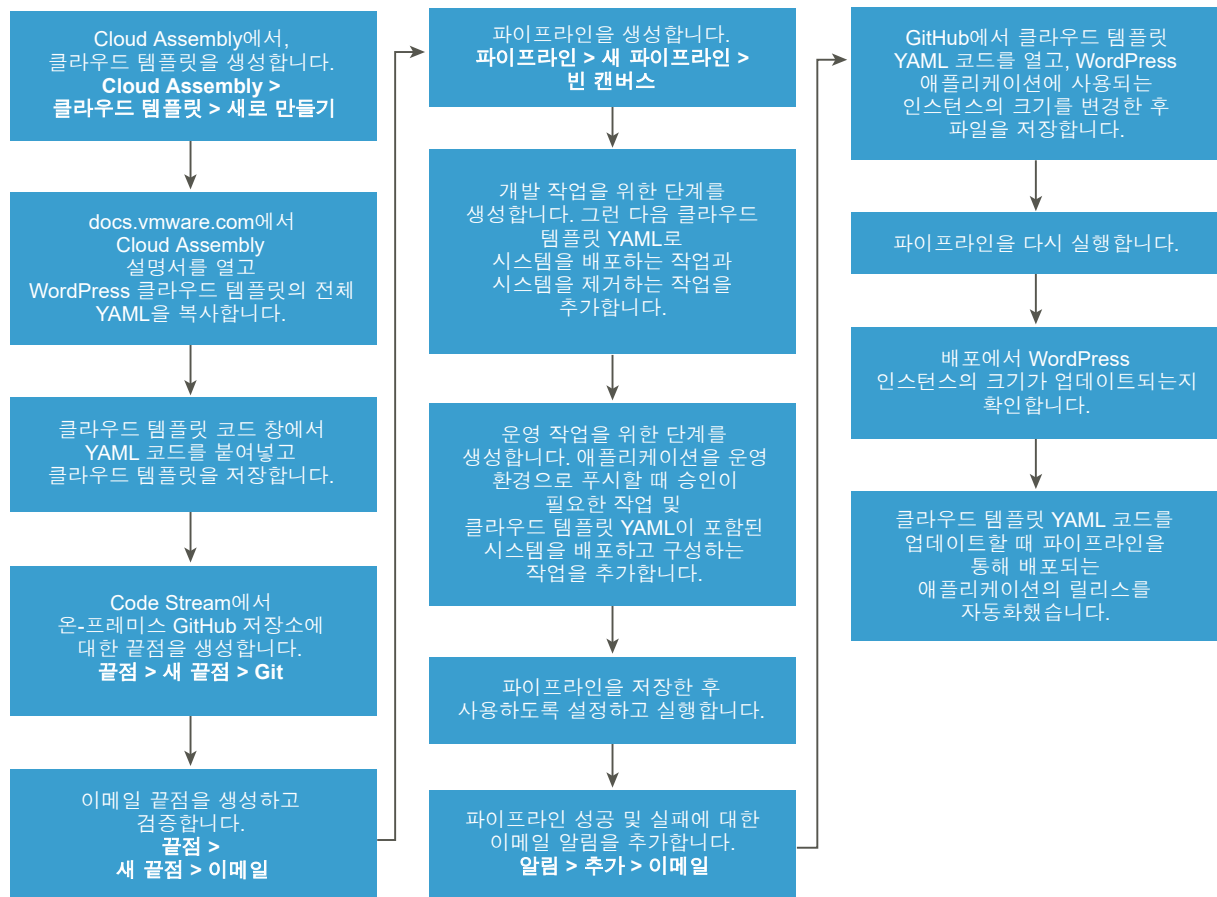 Cloud Assembly에서,
클라우드 템플릿을 생성합니다.
Cloud Assembly >
클라우드 템플릿 > 새로 만들기
docs.vmware.com에서
Cloud Assembly
설명서를 열고
WordPress 클라우드 템플릿의 전체
YAML을 복사합니다.
클라우드 템플릿 코드 창에서
YAML 코드를 붙여넣고
클라우드 템플릿을 저장합니다.
Code Stream에서
온-프레미스 GitHub 저장소에
대한 끝점을 생성합니다.
끝점 > 새 끝점 > Git
이메일 끝점을 생성하고
검증합니다.
끝점 >
새 끝점 > 이메일
파이프라인을 생성합니다.
파이프라인 > 새 파이프라인 >
빈 캔버스
개발 작업을 위한 단계를
생성합니다. 그런 다음 클라우드
템플릿 YAML로
시스템을 배포하는 작업과
시스템을 제거하는 작업을
추가합니다.
운영 작업을 위한 단계를
생성합니다. 애플리케이션을 운영
환경으로 푸시할 때 승인이
필요한 작업 및
클라우드 템플릿 YAML이 포함된
시스템을 배포하고 구성하는
작업을 추가합니다.
파이프라인을 저장한 후
사용하도록 설정하고 실행합니다.
파이프라인 성공 및 실패에 대한
이메일 알림을 추가합니다.
알림 > 추가 > 이메일
GitHub에서 클라우드 템플릿
YAML 코드를 열고, WordPress
애플리케이션에 사용되는
인스턴스의 크기를 변경한 후
파일을 저장합니다.
파이프라인을 다시 실행합니다.
배포에서 WordPress
인스턴스의 크기가 업데이트되는지
확인합니다.
클라우드 템플릿 YAML 코드를
업데이트할 때 파이프라인을
통해 배포되는
애플리케이션의 릴리스를
자동화했습니다.